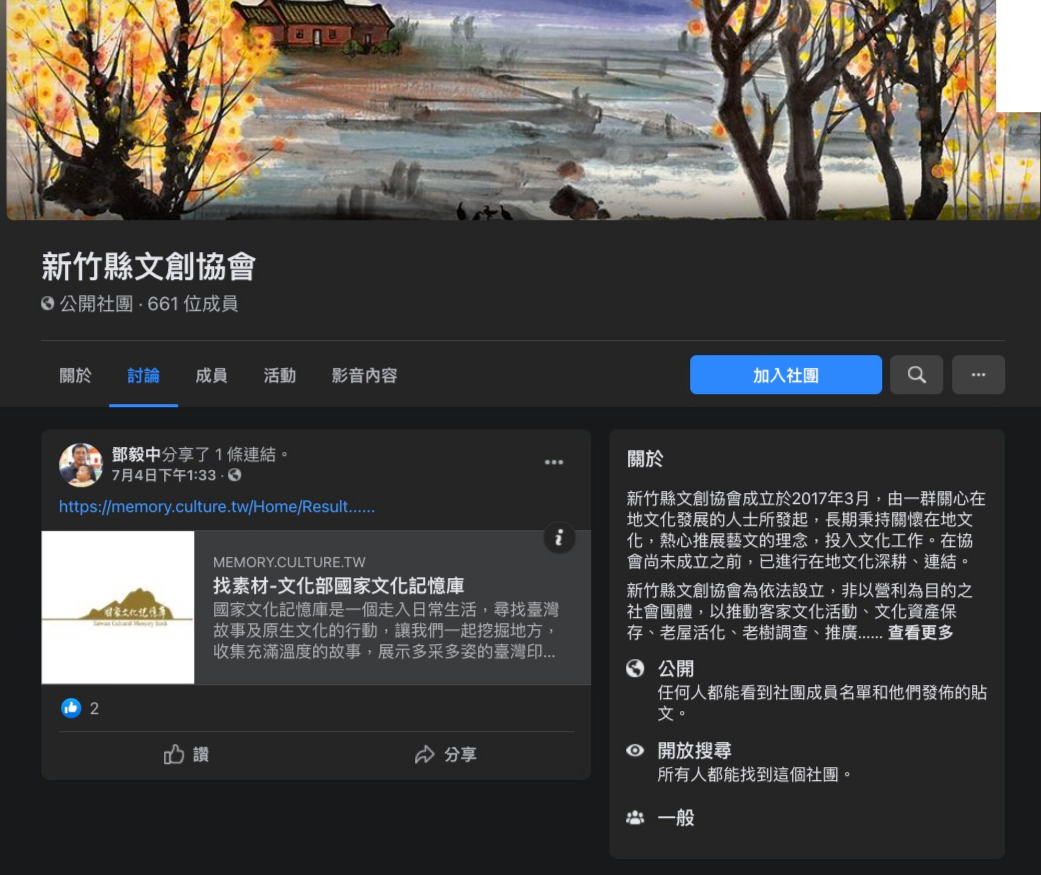 新竹縣文創協會
公開社團 · 661 位成員
關於 討論 成員 活動 影音內容
加入社團
鄧毅中分享了 1 條連結。
7月4日下午1:33 ·
https://memory.culture.tw/Home/Result......
國家文化記憶庫
Taiwan Cultural Memory Bank
MEMORY.CULTURE.TW
找素材-文化部國家文化記憶庫
國家文化記憶庫是一個走入日常生活，尋找臺灣
故事及原生文化的行動，讓我們一起挖掘地方，
收集充滿溫度的故事，展示多采多姿的臺灣印...
2
讚 分享
關於
新竹縣文創協會成立於2017年3月，由一群關心在
地文化發展的人士所發起，長期秉持關懷在地文
化，熱心推展藝文的理念，投入文化工作。在協
會尚未成立之前，已進行在地文化深耕、連結。
新竹縣文創協會為依法設立，非以營利為目的之
社會團體，以推動客家文化活動、文化資產保
存、老屋活化、老樹調查、推廣...... 查看更多
公開
任何人都能看到社團成員名單和他們發佈的貼
文。
開放搜尋
所有人都能找到這個社團。
一般